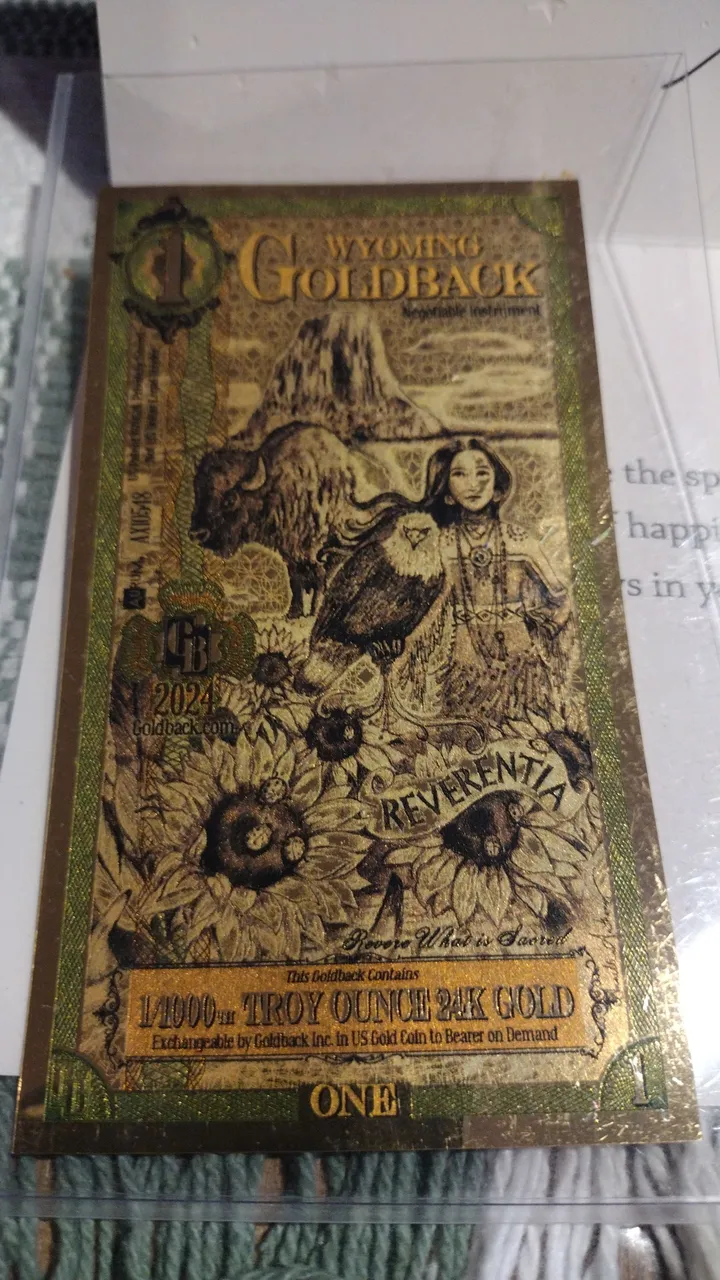 1
WYOMING
GOLDBACK
Negotiable Instrument
AX110548
GB
1 2024
Goldback.com
REVERENTIA
Revere What is Sacred
This Goldback Contains
1/1000TH TROY OUNCE 24K GOLD
Exchangeable by Goldback Inc. in US Gold Coin to Bearer on Demand
ONE
1
the sp
happi
s in y